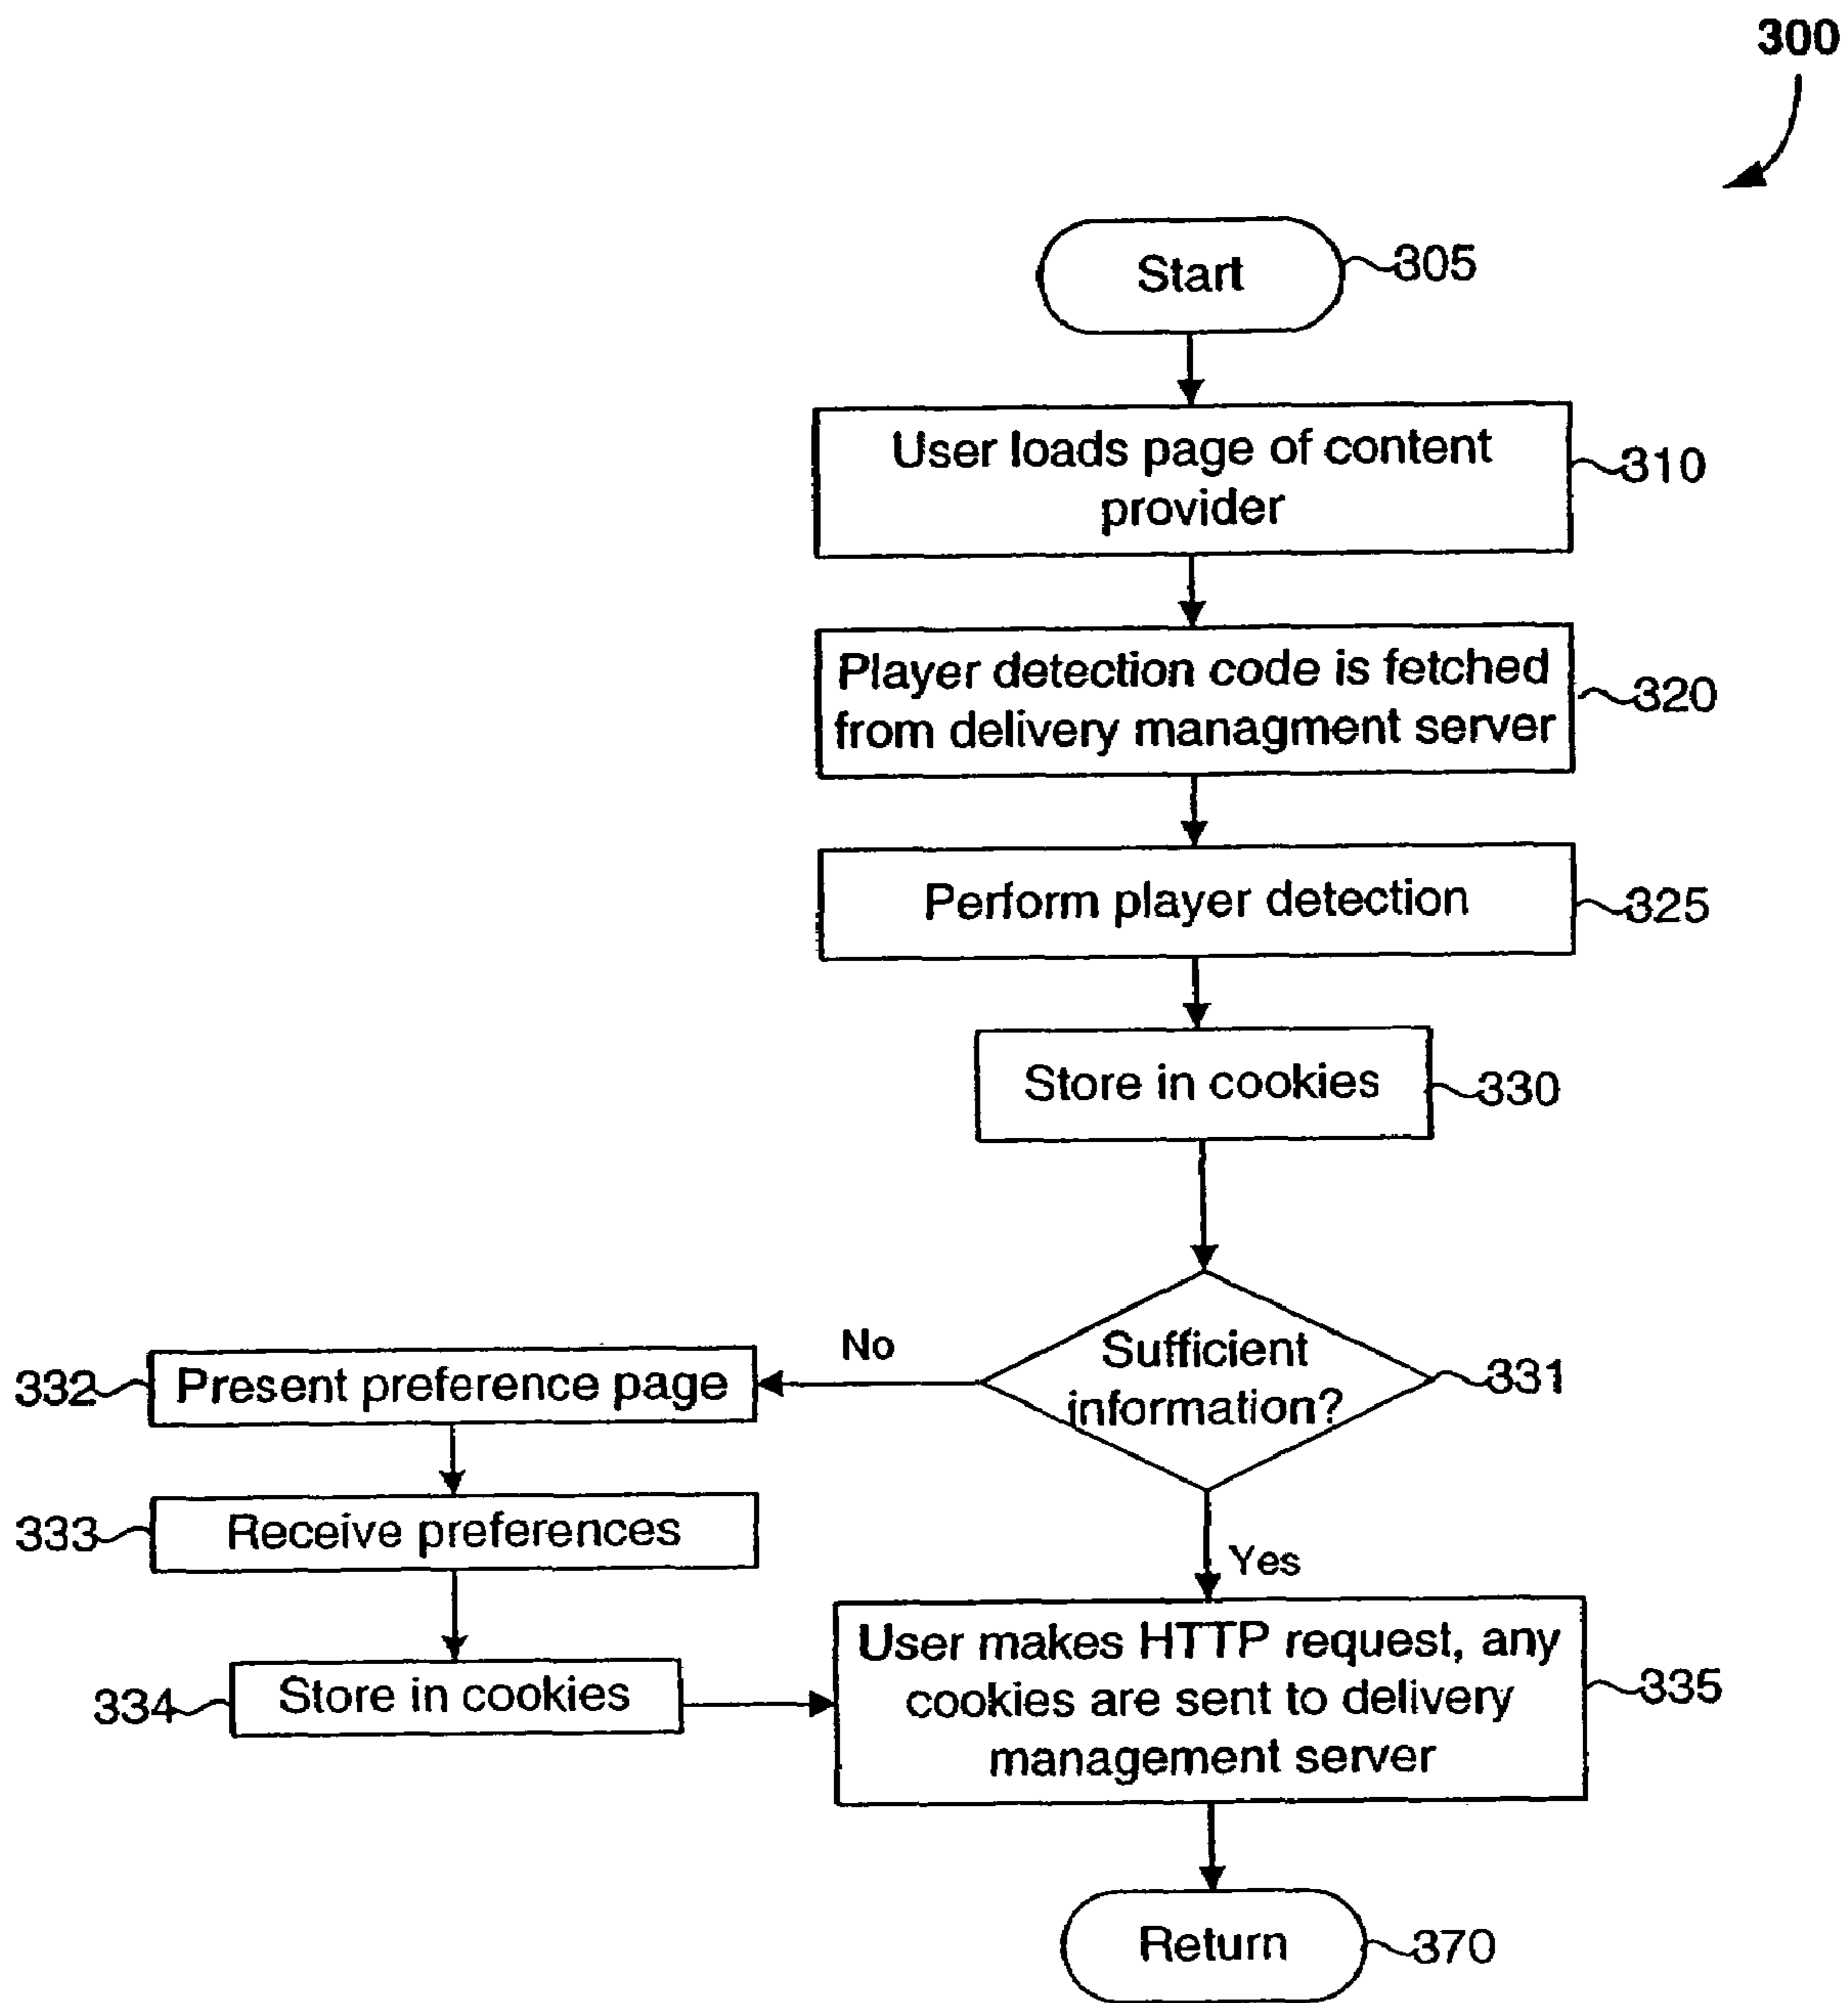 300
Start
305
User loads page of content
provider
310
Player detection code is fetched
from delivery managment server
320
Perform player detection
325
Store in cookies
330
Sufficient
information?
331
No
332
Present preference page
333
Receive preferences
Yes
334
Store in cookies
User makes HTTP request, any
cookies are sent to delivery
management server
335
Return
370